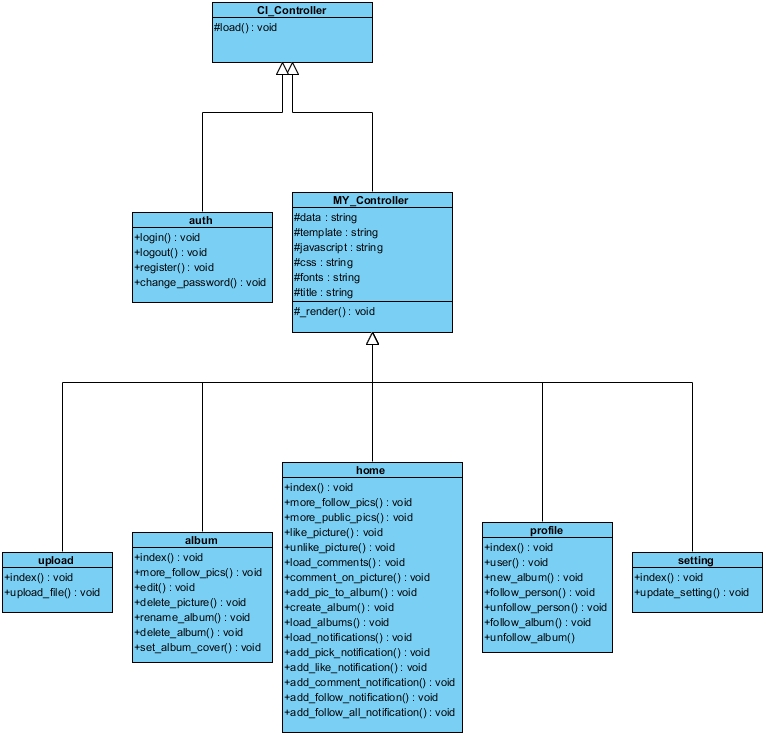 CI_Controller
#load() : void
auth
+login() : void
+logout() : void
+register() : void
+change_password() : void
MY_Controller
#data : string
#template : string
#javascript : string
#css : string
#fonts : string
#title : string
#_render() : void
upload
+index() : void
+upload_file() : void
album
+index() : void
+more_follow_pics() : void
+edit() : void
+delete_picture() : void
+rename_album() : void
+delete_album() : void
+set_album_cover() : void
home
+index() : void
+more_follow_pics() : void
+more_public_pics() : void
+like_picture() : void
+unlike_picture() : void
+load_comments() : void
+comment_on_picture() : void
+add_pic_to_album() : void
+create_album() : void
+load_albums() : void
+load_notifications() : void
+add_pick_notification() : void
+add_like_notification() : void
+add_comment_notification() : void
+add_follow_notification() : void
+add_follow_all_notification() : void
profile
+index() : void
+user() : void
+new_album() : void
+follow_person() : void
+unfollow_person() : void
+follow_album() : void
+unfollow_album()
setting
+index() : void
+update_setting() : void